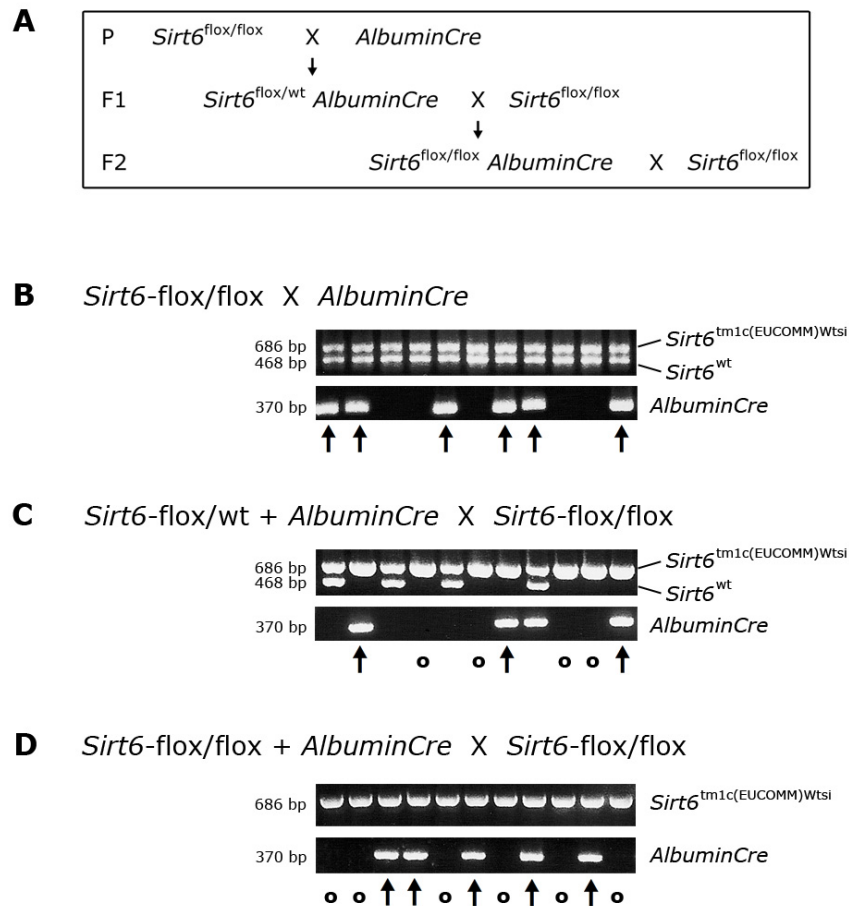 A
P Sirt6flox/flox X AlbuminCre
F1 Sirt6flox/wt AlbuminCre X Sirt6flox/flox
F2 Sirt6flox/flox AlbuminCre X Sirt6flox/flox
B Sirt6-flox/flox X AlbuminCre
686 bp Sirt6tm1c(EUCOMM)Wtsi
468 bp Sirt6wt
370 bp AlbuminCre
C Sirt6-flox/wt + AlbuminCre X Sirt6-flox/flox
686 bp Sirt6tm1c(EUCOMM)Wtsi
468 bp Sirt6wt
370 bp AlbuminCre
o o o o
D Sirt6-flox/flox + AlbuminCre X Sirt6-flox/flox
686 bp Sirt6tm1c(EUCOMM)Wtsi
370 bp AlbuminCre
o o o o o o